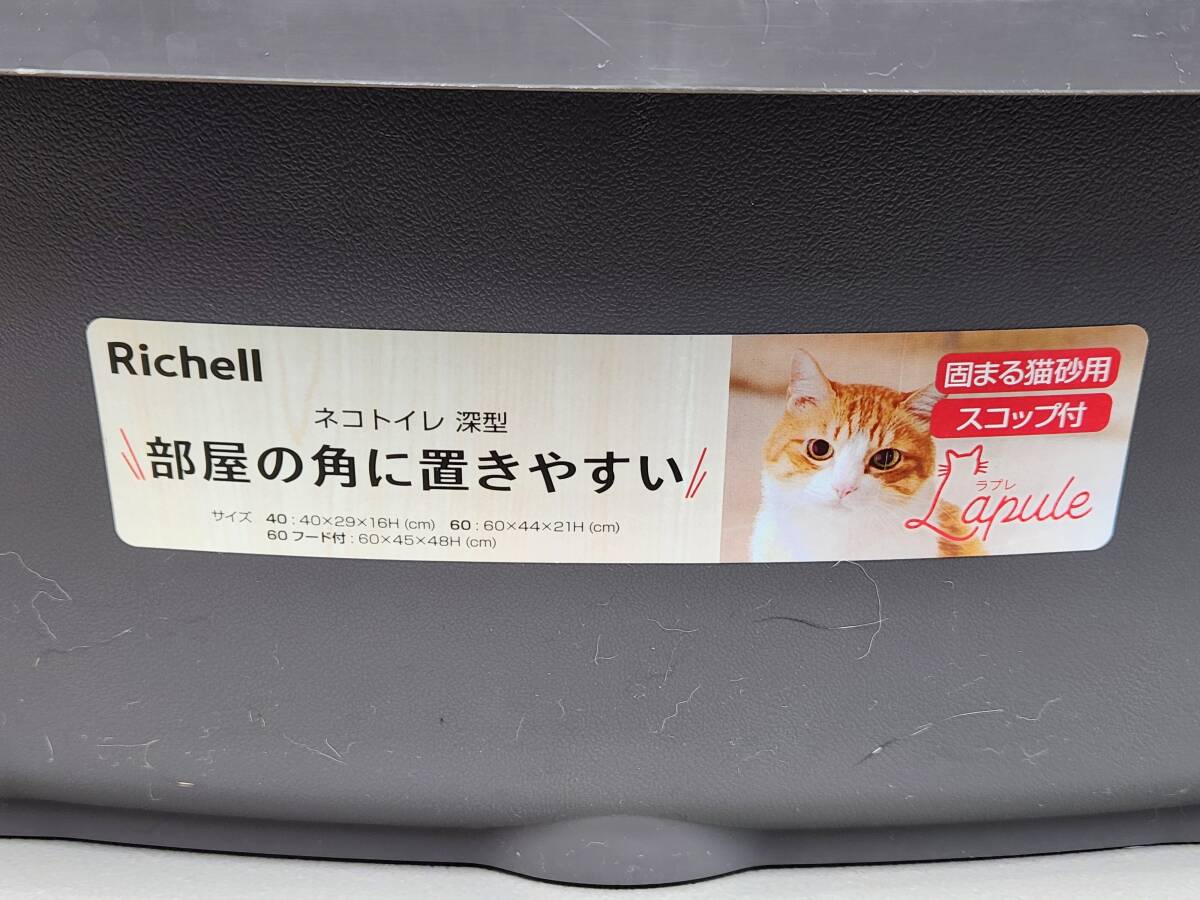 Richell
ネコトイレ 深型
部屋の角に置きやすい
サイズ 40 : 40×29×16H (cm) 60 : 60×44×21H (cm)
60 フード付 : 60×45×48H (cm)
固まる猫砂用
スコップ付
ラプレ
Lapule